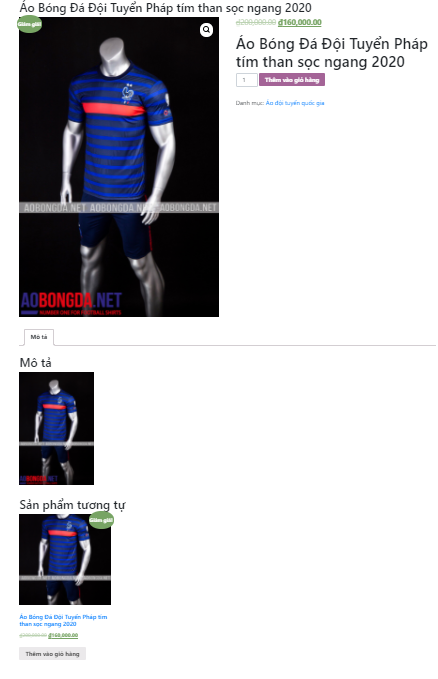 Áo Bóng Đá Đội Tuyển Pháp tím than sọc ngang 2020
Giảm giá!
₫200,000.00 ₫160,000.00
Áo Bóng Đá Đội Tuyển Pháp
tím than sọc ngang 2020
1 Thêm vào giỏ hàng
Danh mục: Áo đội tuyển quốc gia
AOBONGDA.NET AOBONGDA.NET AOBONGDA.NET
AOBONGDA.NET
NUMBER ONE FOR FOOTBALL SHIRTS
Mô tả
Mô tả
AOBONGDA.NET
Sản phẩm tương tự
Giảm giá!
Áo Bóng Đá Đội Tuyển Pháp tím
than sọc ngang 2020
₫200,000.00 ₫160,000.00
Thêm vào giỏ hàng